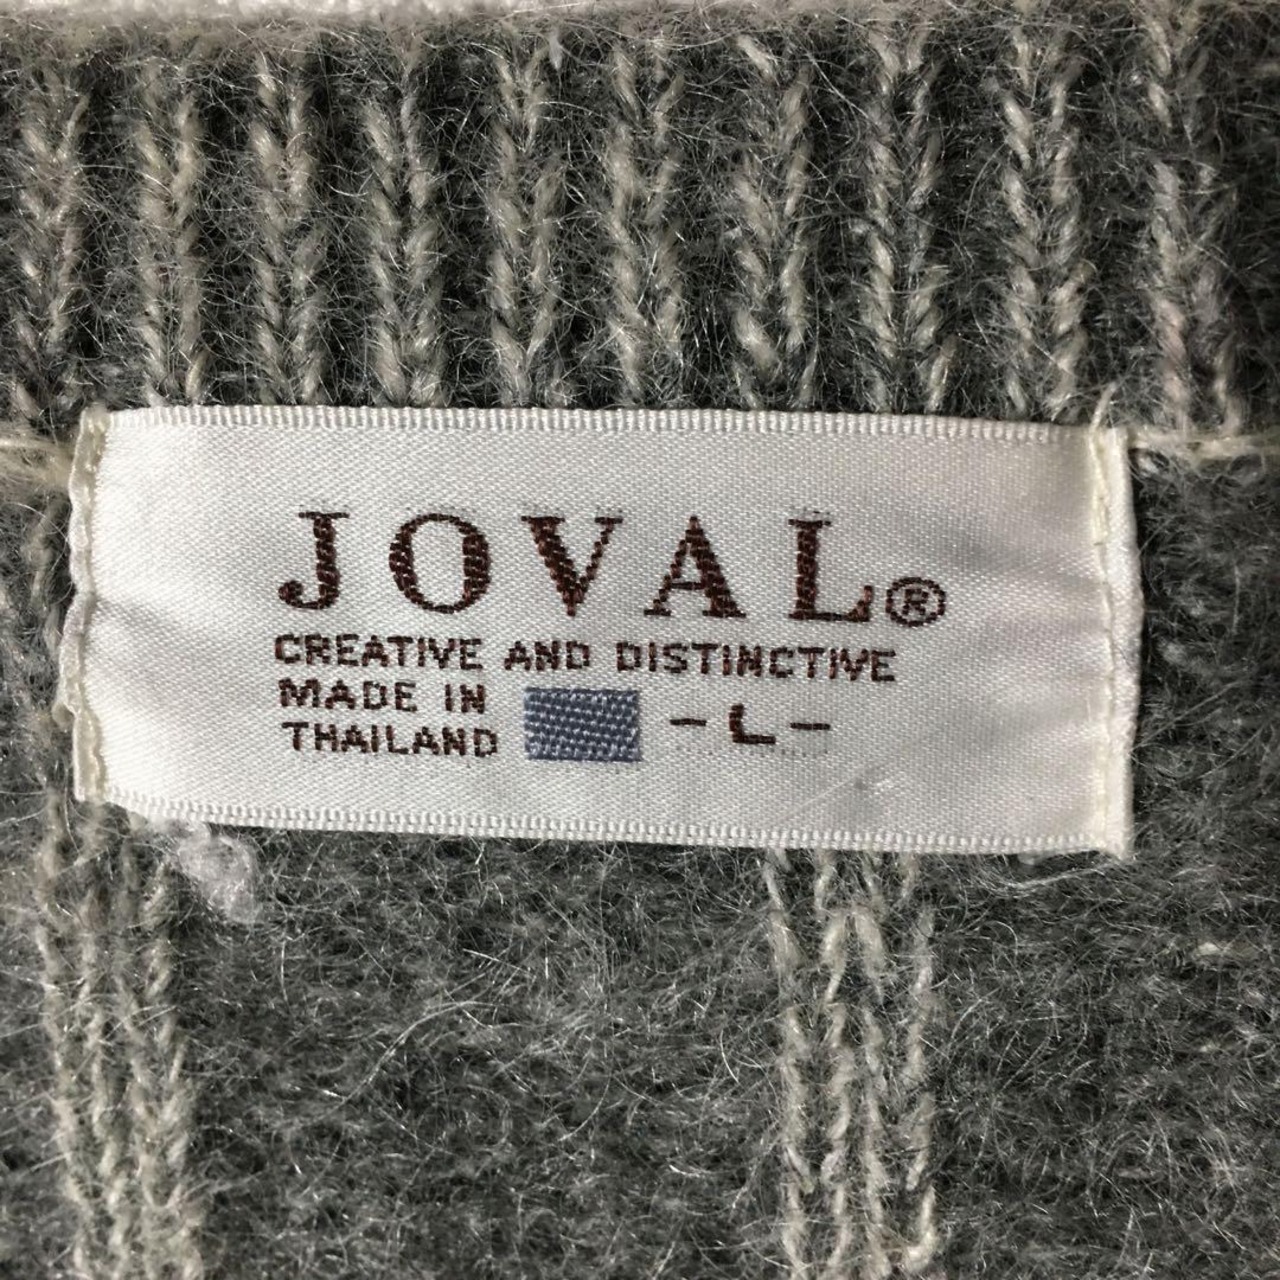 JOVAL®
CREATIVE AND DISTINCTIVE
MADE IN
THAILAND
-L-